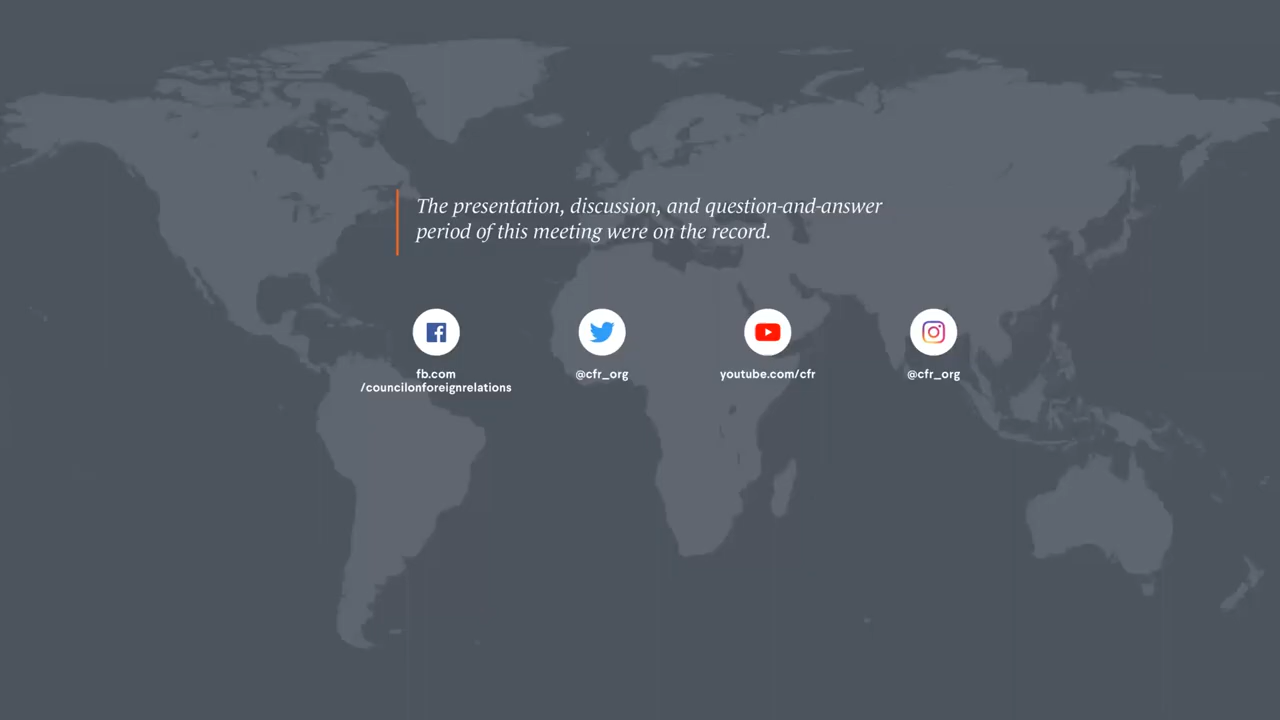 The presentation, discussion, and question-and-answer
period of this meeting were on the record.
fb.com
/councilonforeignrelations
@cfr_org
youtube.com/cfr
@cfr_org